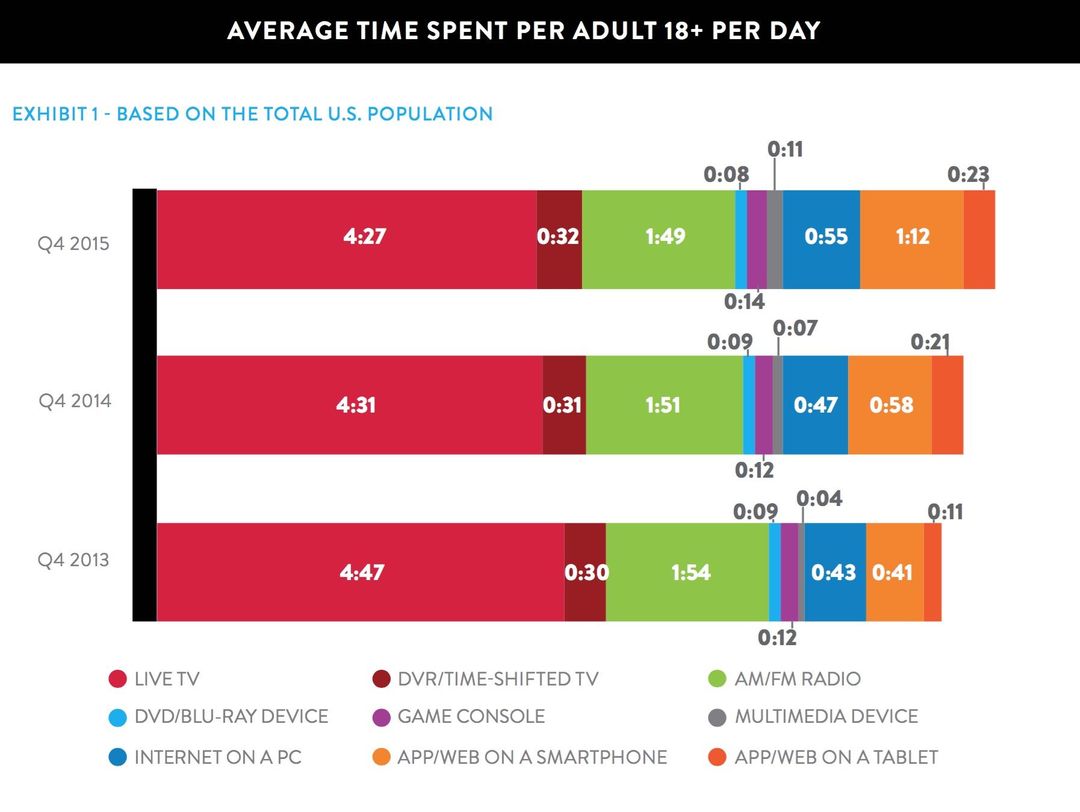 AVERAGE TIME SPENT PER ADULT 18+ PER DAY
EXHIBIT 1 - BASED ON THE TOTAL U.S. POPULATION
0:11
0:08 0:23
Q4 2015 4:27 0:32 1:49 0:55 1:12
0:14
0:07
0:09 0:21
Q4 2014 4:31 0:31 1:51 0:47 0:58
0:12
0:04
0:09 0:11
Q4 2013 4:47 0:30 1:54 0:43 0:41
0:12
LIVE TV DVR/TIME-SHIFTED TV AM/FM RADIO
DVD/BLU-RAY DEVICE GAME CONSOLE MULTIMEDIA DEVICE
INTERNET ON A PC APP/WEB ON A SMARTPHONE APP/WEB ON A TABLET